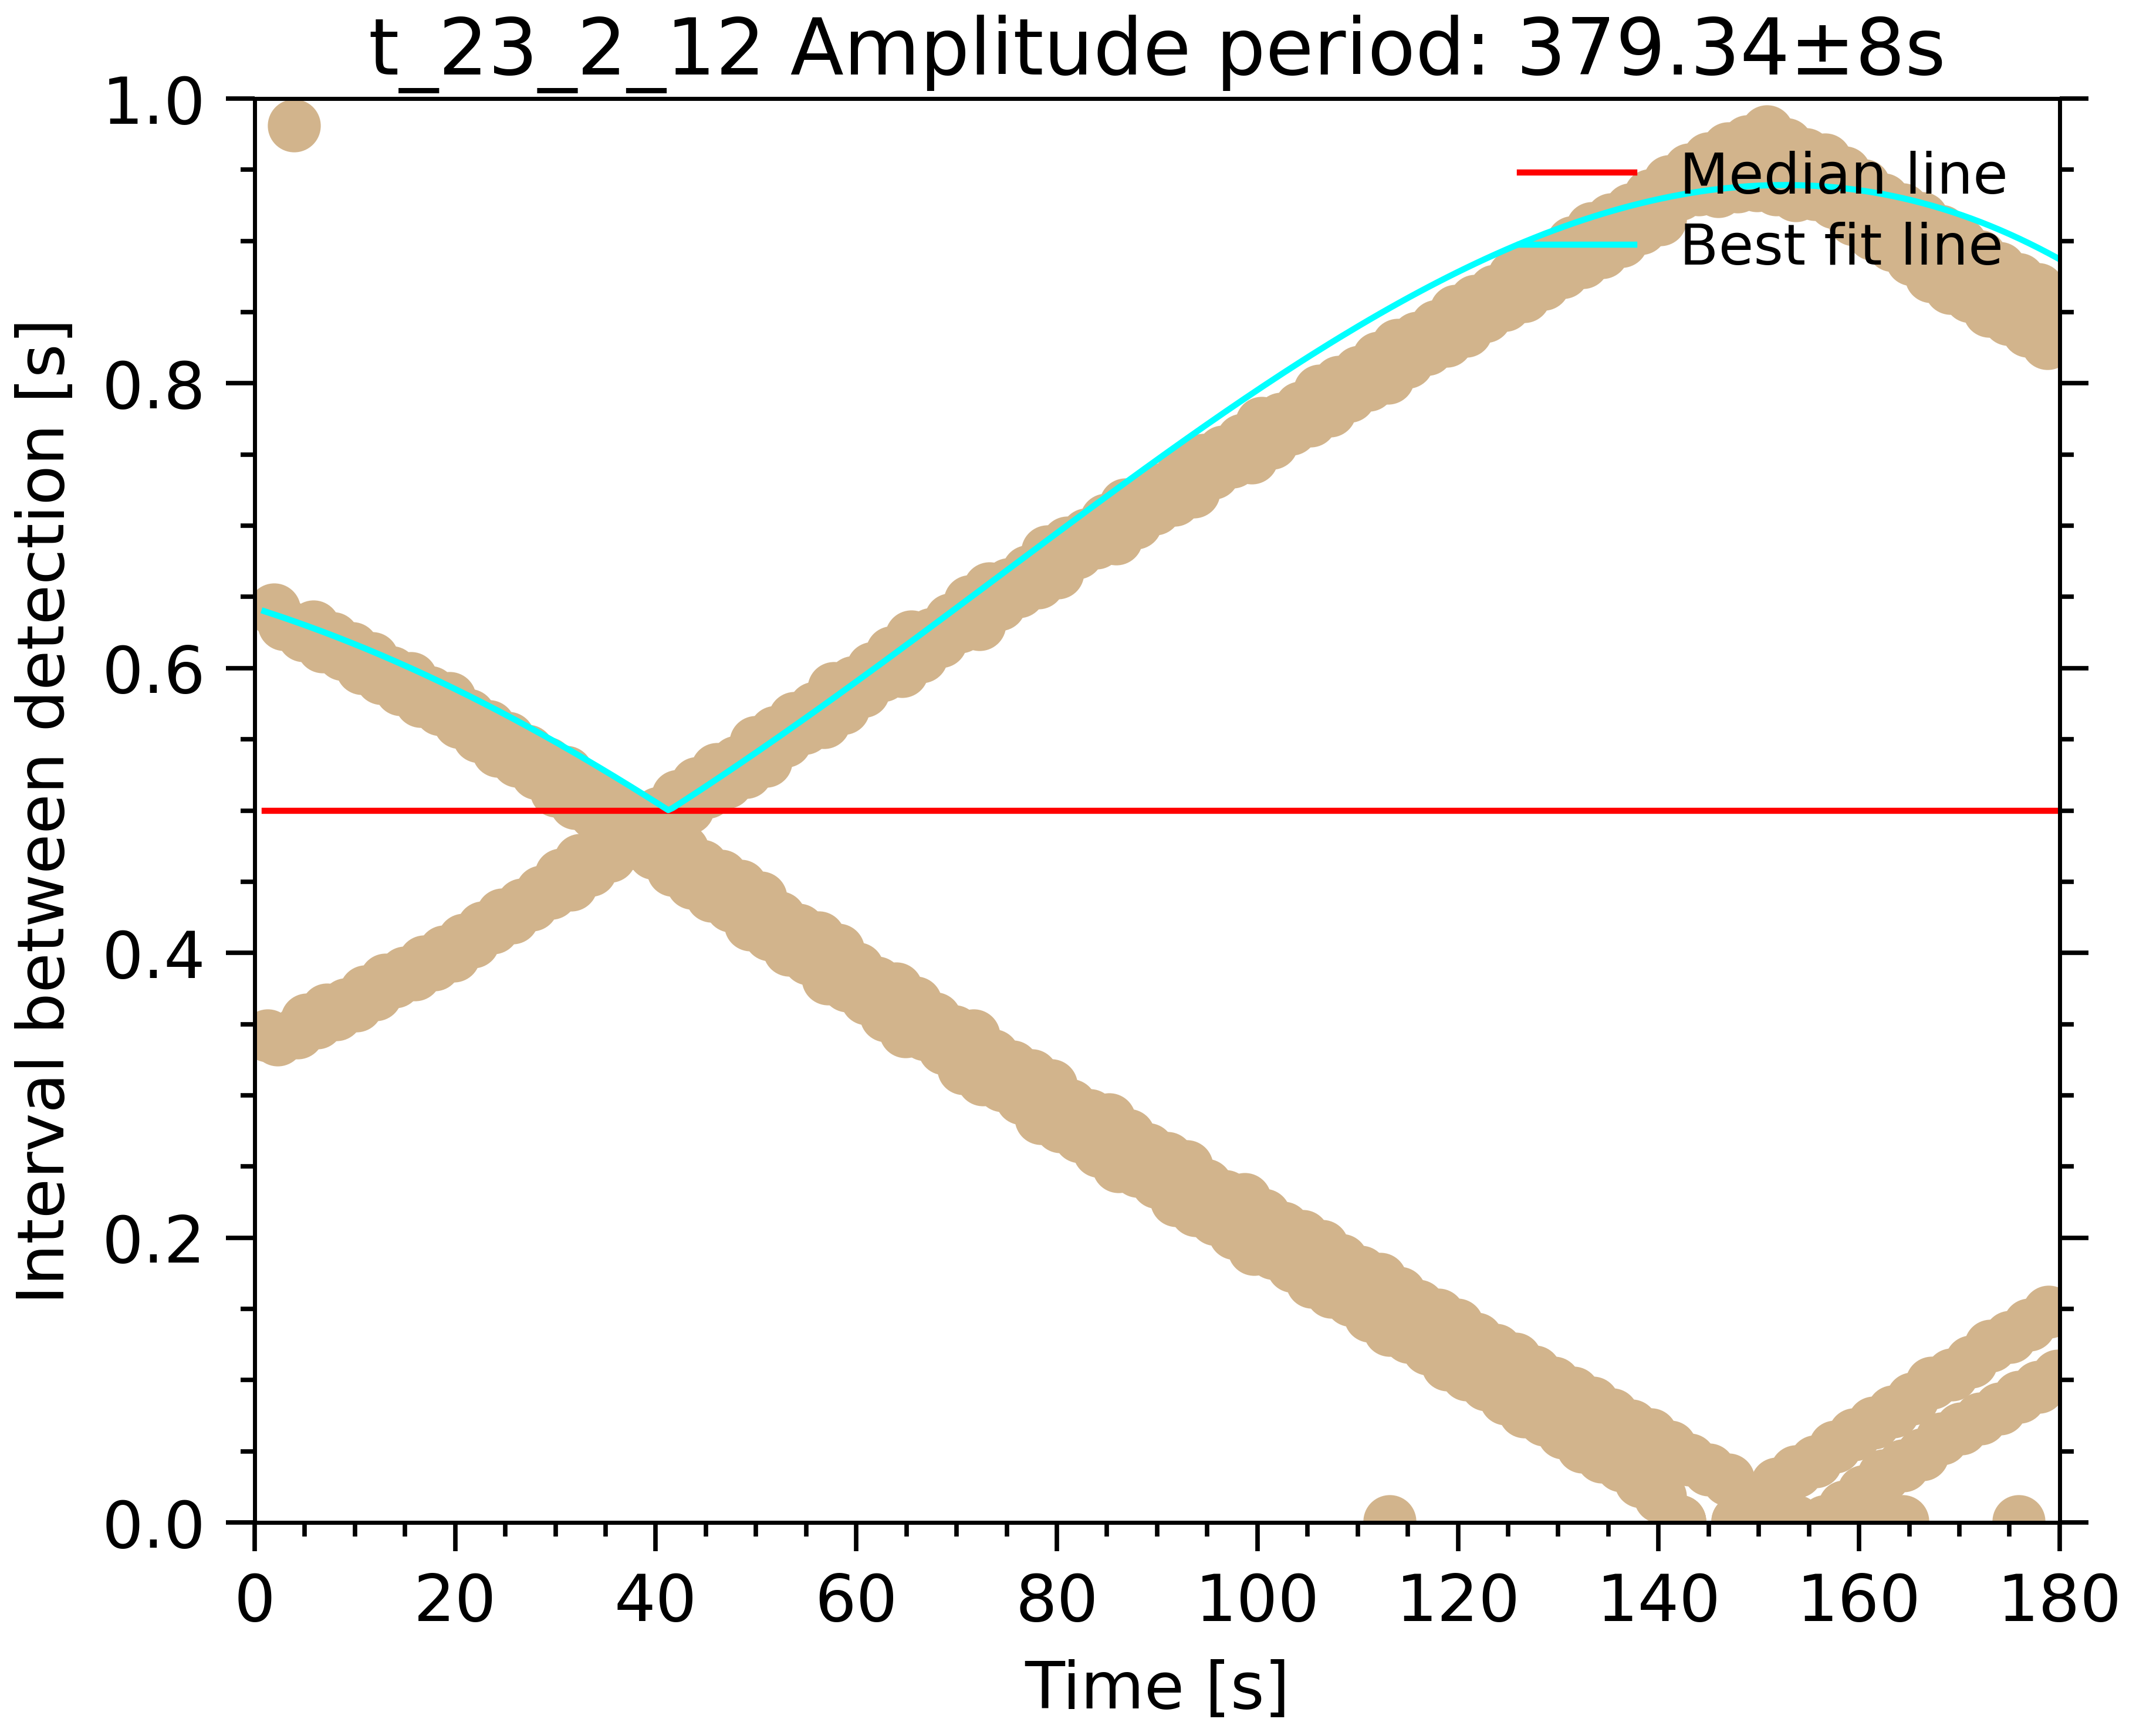 t_23_2_12 Amplitude period: 379.34±8s
Interval between detection [s]
1.0
0.8
0.6
0.4
0.2
0.0
Median line
Best fit line
0 20 40 60 80 100 120 140 160 180
Time [s]